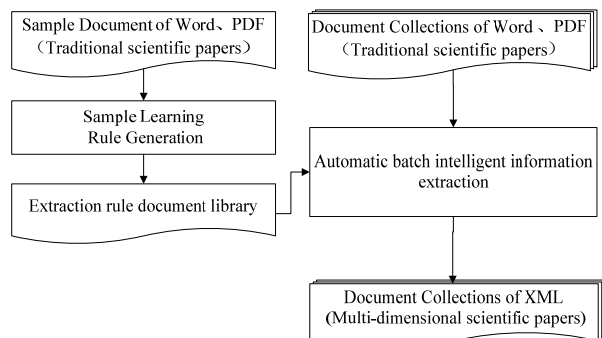 Sample Document of Word、PDF
（Traditional scientific papers）
Sample Learning
Rule Generation
Extraction rule document library
Document Collections of Word 、PDF
（Traditional scientific papers）
Automatic batch intelligent information
extraction
Document Collections of XML
(Multi-dimensional scientific papers)